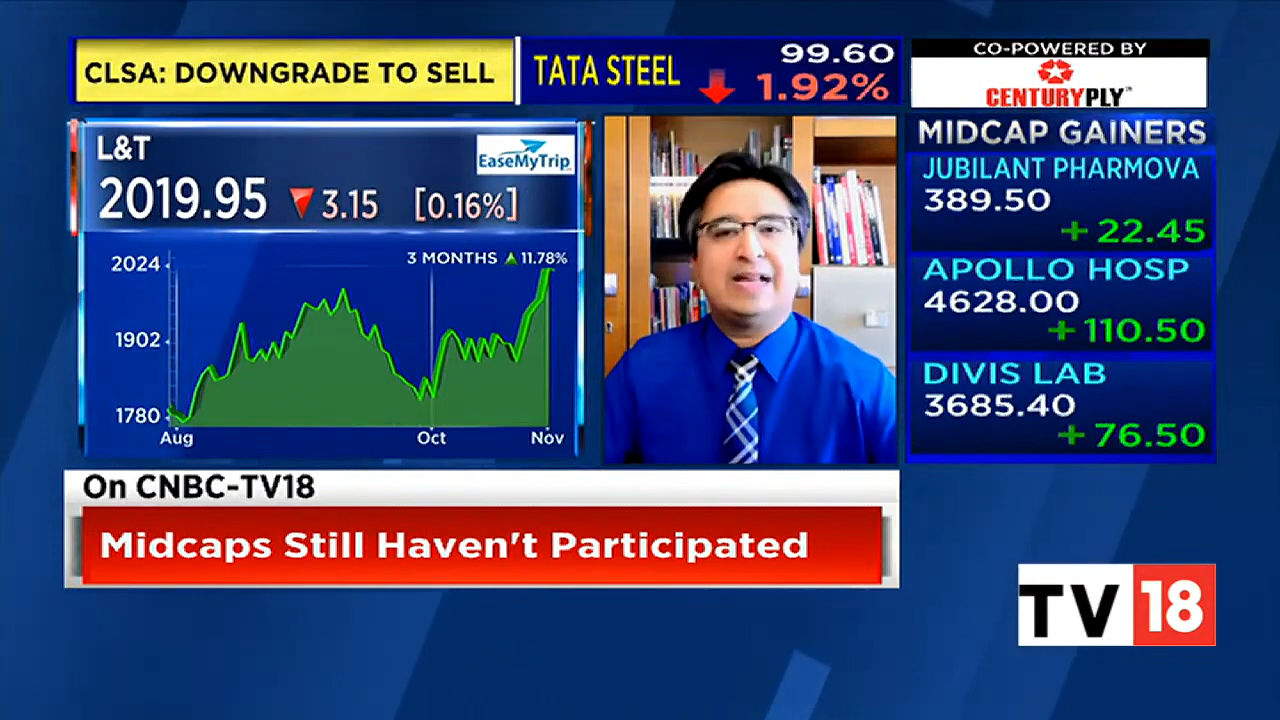 CLSA: DOWNGRADE TO SELL
TATA STEEL
99.60
1.92%
CO-POWERED BY
CENTURYPLY
L&T
EaseMyTrip
2019.95
3.15
[0.16%]
3 MONTHS
11.78%
2024
1902
1780
Aug
Oct
Nov
MIDCAP GAINERS
JUBILANT PHARMOVA
389.50
+ 22.45
APOLLO HOSP
4628.00
+ 110.50
DIVIS LAB
3685.40
+ 76.50
On CNBC-TV18
Midcaps Still Haven't Participated
TV 18